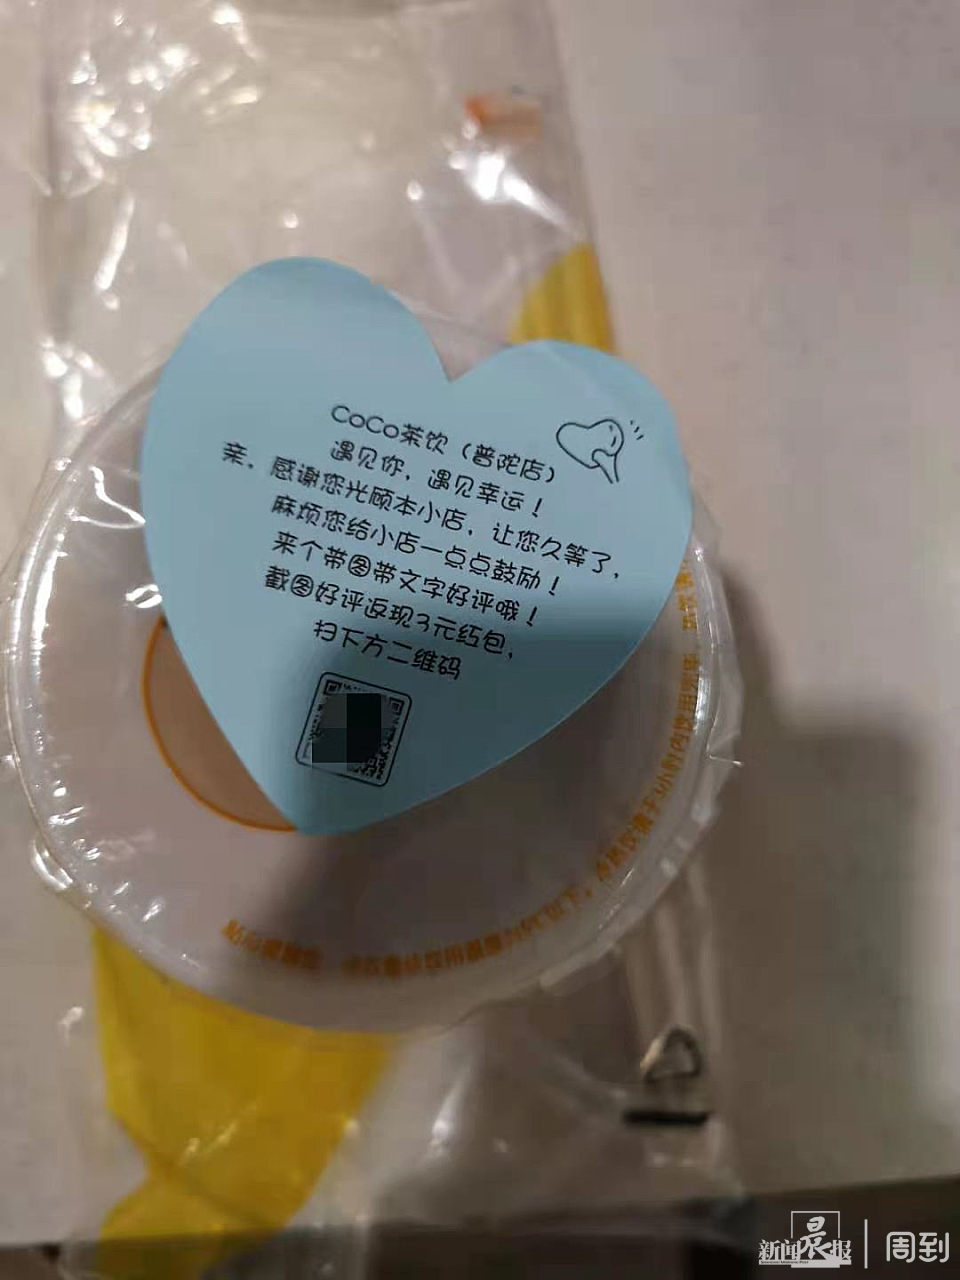 CoCo茶饮（普陀店）
遇见你，遇见幸运！
亲，感谢您光顾本小店，让您久等了，
麻烦您给小店一点点鼓励！
来个带图带文字好评哦！
截图好评返现3元红包，
扫下方二维码
新闻晨报
周到